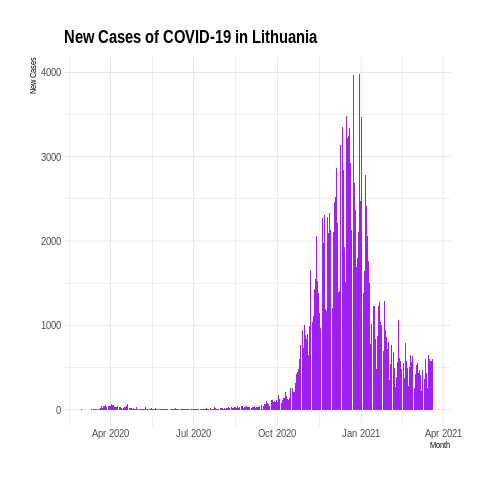 New Cases of COVID-19 in Lithuania
New Cases
4000
3000
2000
1000
0
Apr 2020 Jul 2020 Oct 2020 Jan 2021 Apr 2021
Month